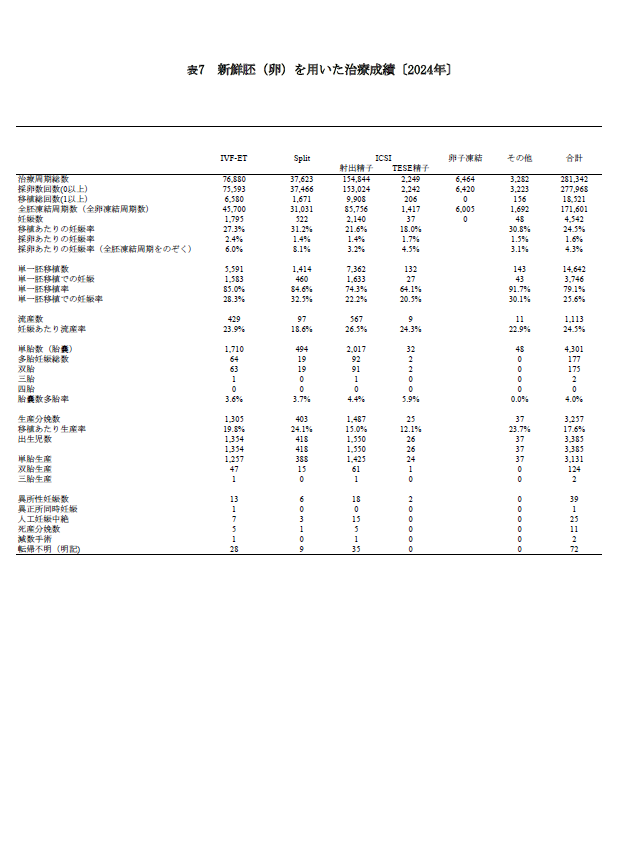 表7 新鮮胚（卵）を用いた治療成績〔2024年〕
IVF-ET Split ICSI 卵子凍結 その他 合計
射出精子 TESE精子
治療周期総数 76,880 37,623 154,844 2,249 6,464 3,282 281,342
採卵数回数(0以上) 75,593 37,466 153,024 2,242 6,420 3,223 277,968
移植総回数(1以上) 6,580 1,671 9,908 206 0 156 18,521
全胚凍結周期数（全卵凍結周期数） 45,700 31,031 85,756 1,417 6,005 1,692 171,601
妊娠数 1,795 522 2,140 37 0 48 4,542
移植あたりの妊娠率 27.3% 31.2% 21.6% 18.0% 30.8% 24.5%
採卵あたりの妊娠率 2.4% 1.4% 1.4% 1.7% 1.5% 1.6%
採卵あたりの妊娠率（全胚凍結周期をのぞく） 6.0% 8.1% 3.2% 4.5% 3.1% 4.3%
単一胚移植数 5,591 1,414 7,362 132 143 14,642
単一胚移植での妊娠 1,583 460 1,633 27 43 3,746
単一胚移植率 85.0% 84.6% 74.3% 64.1% 91.7% 79.1%
単一胚移植での妊娠率 28.3% 32.5% 22.2% 20.5% 30.1% 25.6%
流産数 429 97 567 9 11 1,113
妊娠あたり流産率 23.9% 18.6% 26.5% 24.3% 22.9% 24.5%
単胎数（胎嚢） 1,710 494 2,017 32 48 4,301
多胎妊娠総数 64 19 92 2 0 177
双胎 63 19 91 2 0 175
三胎 1 0 1 0 0 2
四胎 0 0 0 0 0 0
胎嚢数多胎率 3.6% 3.7% 4.4% 5.9% 0.0% 4.0%
生産分娩数 1,305 403 1,487 25 37 3,257
移植あたり生産率 19.8% 24.1% 15.0% 12.1% 23.7% 17.6%
出生児数 1,354 418 1,550 26 37 3,385
1,354 418 1,550 26 37 3,385
単胎生産 1,257 388 1,425 24 37 3,131
双胎生産 47 15 61 1 0 124
三胎生産 1 0 1 0 0 2
異所性妊娠数 13 6 18 2 0 39
異正所同時妊娠 1 0 0 0 0 1
人工妊娠中絶 7 3 15 0 0 25
死産分娩数 5 1 5 0 0 11
減数手術 1 0 1 0 0 2
転帰不明（明記) 28 9 35 0 0 72